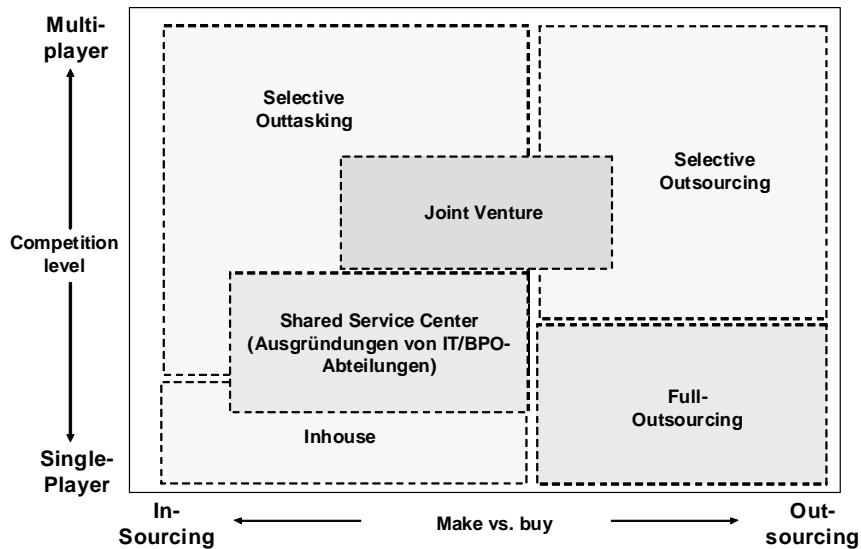 Multi-
player
Selective
Outtasking
Selective
Outsourcing
Joint Venture
Competition
level
Shared Service Center
(Ausgründungen von IT/BPO-
Abteilungen)
Full-
Outsourcing
Inhouse
Single-
Player
In-
Sourcing
Make vs. buy
Out-
sourcing